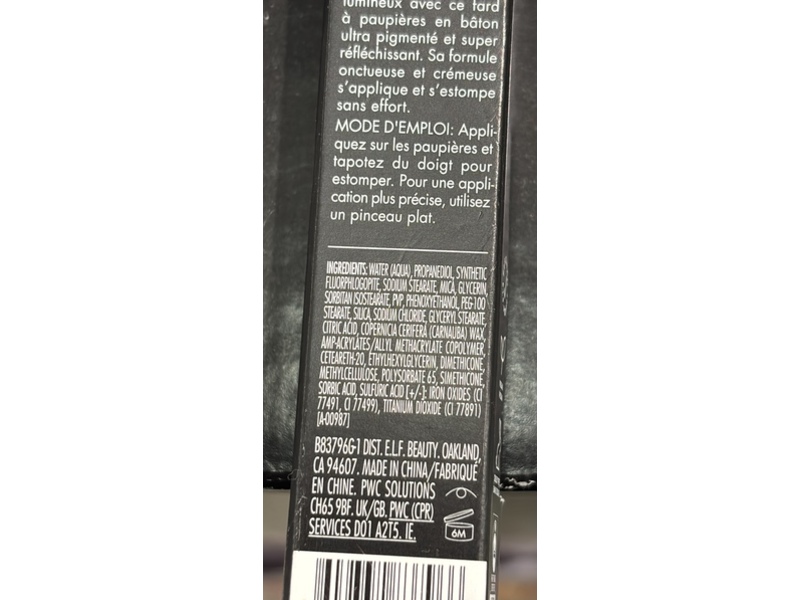 lumineux avec ce fard
à paupières en bâton
ultra pigmenté et super
réfléchissant. Sa formule
onctueuse et crémeuse
s'applique et s'estompe
sans effort.
MODE D'EMPLOI: Appli-
quez sur les paupières et
tapotez du doigt pour
estomper. Pour une appli-
cation plus précise, utilisez
un pinceau plat.
INGREDIENTS: WATER (AQUA), PROPANEDIOL, SYNTHETIC
FLUORPHLOGOPITE, SODIUM STEARATE, MICA, GLYCERIN,
SORBITAN ISOSTEARATE, PVP, PHENOXYETHANOL, PEG-100
STEARATE, SILICA, SODIUM CHLORIDE, GLYCERYL STEARATE,
CITRIC ACID, COPERNICIA CERIFERA (CARNAUBA) WAX,
AMP-ACRYLATES/ALLYL METHACRYLATE COPOLYMER,
CETEARETH-20, ETHYLHEXYLGLYCERIN, DIMETHICONE,
METHYLCELLULOSE, POLYSORBATE 65, SIMETHICONE,
SORBIC ACID, SULFURIC ACID [+/-]: IRON OXIDES (CI
77491, CI 77499), TITANIUM DIOXIDE (CI 77891)
[A-00987]
B83796G-1 DIST. E.L.F. BEAUTY. OAKLAND,
CA 94607. MADE IN CHINA/FABRIQUÉ
EN CHINE. PWC SOLUTIONS
CH65 9BF. UK/GB. PWC (CPR)
SERVICES D01 A2T5. IE.
6M